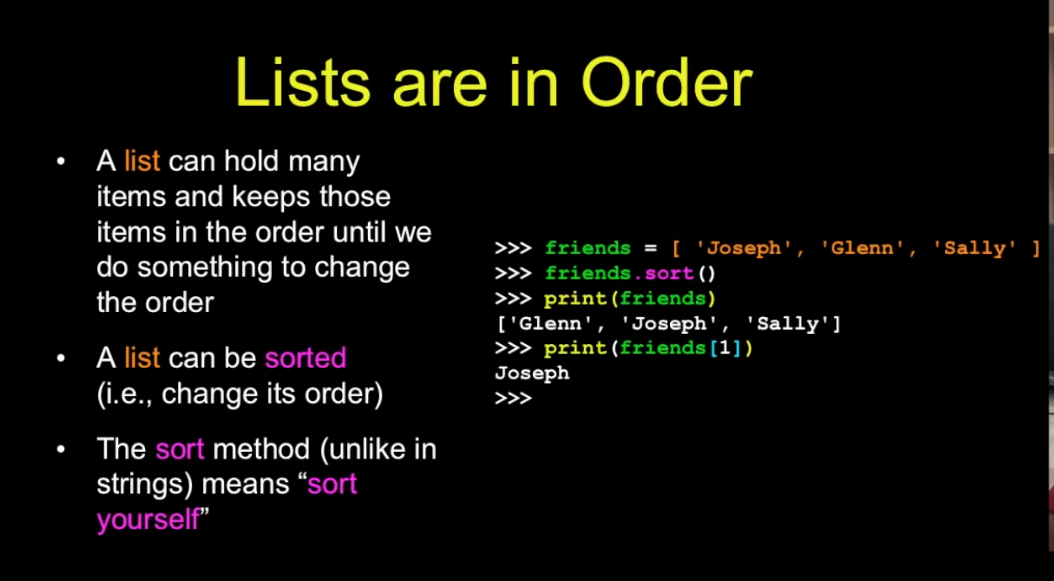 Lists are in Order
• A list can hold many
items and keeps those
items in the order until we
do something to change
the order
• A list can be sorted
(i.e., change its order)
• The sort method (unlike in
strings) means “sort
yourself”
>>> friends = [ 'Joseph', 'Glenn', 'Sally' ]
>>> friends.sort()
>>> print(friends)
['Glenn', 'Joseph', 'Sally']
>>> print(friends[1])
Joseph
>>>